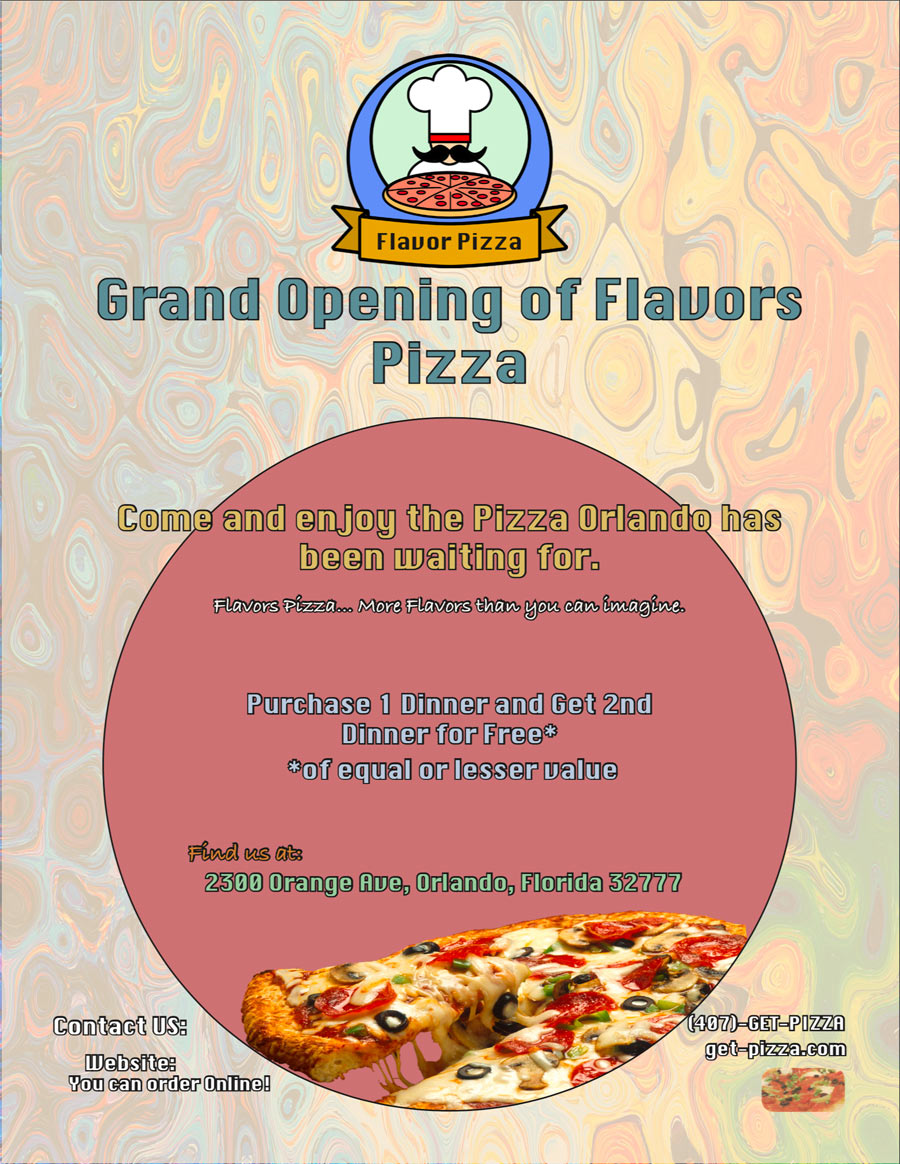 Flavor Pizza
Grand Opening of Flavors
Pizza
Come and enjoy the Pizza Orlando has
been waiting for.
Flavors Pizza... More Flavors than you can imagine.
Purchase 1 Dinner and Get 2nd
Dinner for Free*
*of equal or lesser value
Find us at:
2300 Orange Ave, Orlando, Florida 32777
Contact US:
(407)-GET-PIZZA
Website:
get-pizza.com
You can order Online!